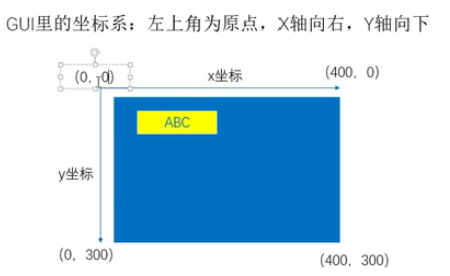 GUI里的坐标系：左上角为原点，X轴向右，Y轴向下
(0, 0)
x坐标
(400, 0)
ABC
y坐标
(0, 300)
(400, 300)